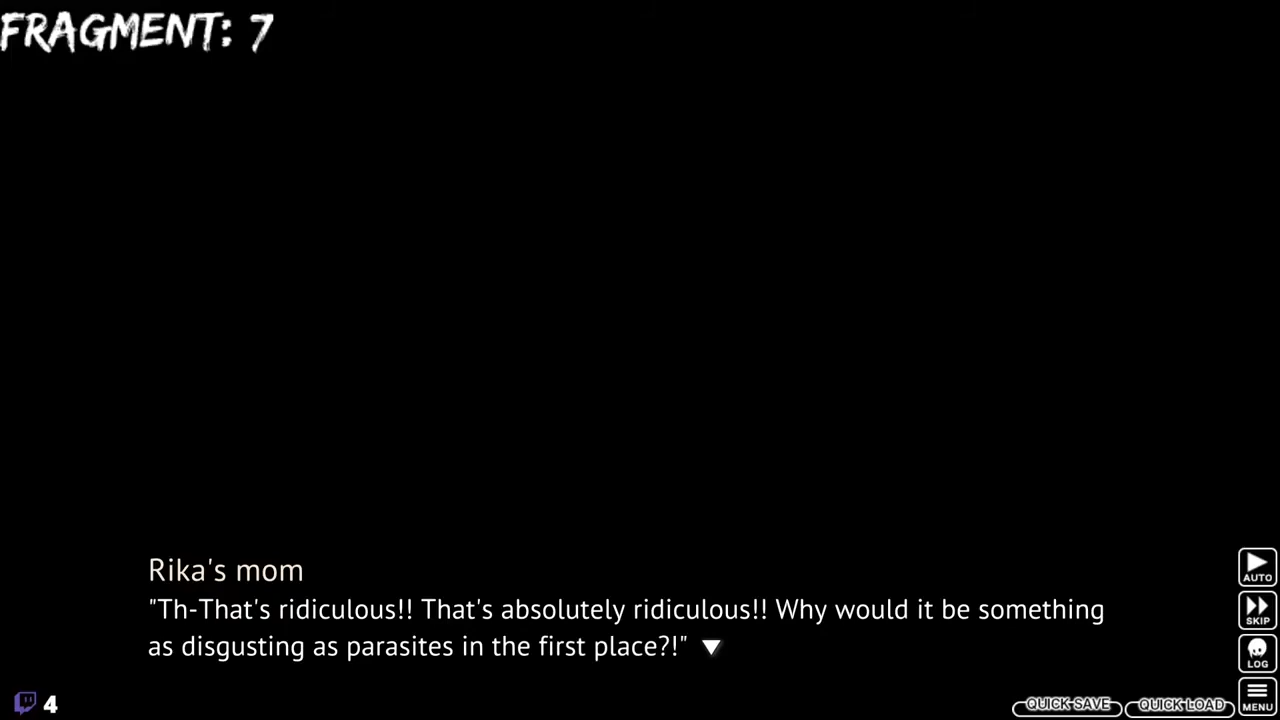 FRAGMENT: 7
Rika's mom
"Th-That's ridiculous!! That's absolutely ridiculous!! Why would it be something
as disgusting as parasites in the first place?!"
AUTO
SKIP
LOG
MENU
4
QUICK SAVE
QUICK LOAD